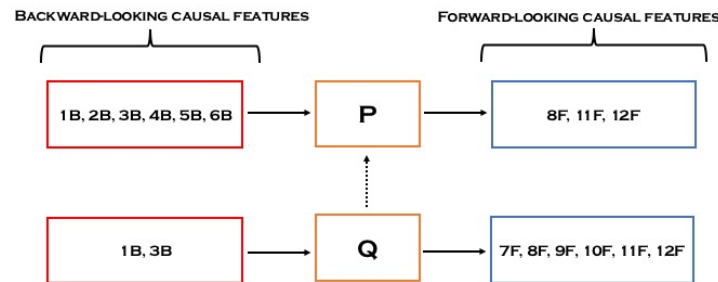 BACKWARD-LOOKING CAUSAL FEATURES
FORWARD-LOOKING CAUSAL FEATURES
1B, 2B, 3B, 4B, 5B, 6B
P
8F, 11F, 12F
1B, 3B
Q
7F, 8F, 9F, 10F, 11F, 12F